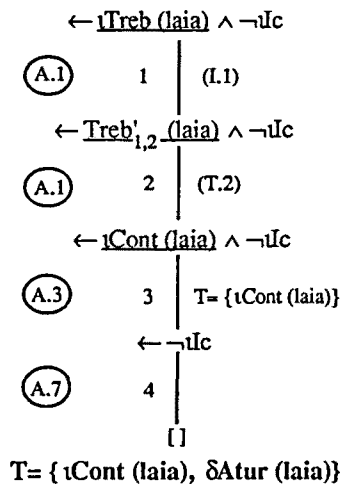 ← ιTreb (laia) ∧ ¬ιIc
A.1 1 (I.1)
← Treb'1,2 (laia) ∧ ¬ιIc
A.1 2 (T.2)
← ιCont (laia) ∧ ¬ιIc
A.3 3 T= {ιCont (laia)}
← ¬ιIc
A.7 4
[ ]
T= { ιCont (laia), δAtur (laia)}